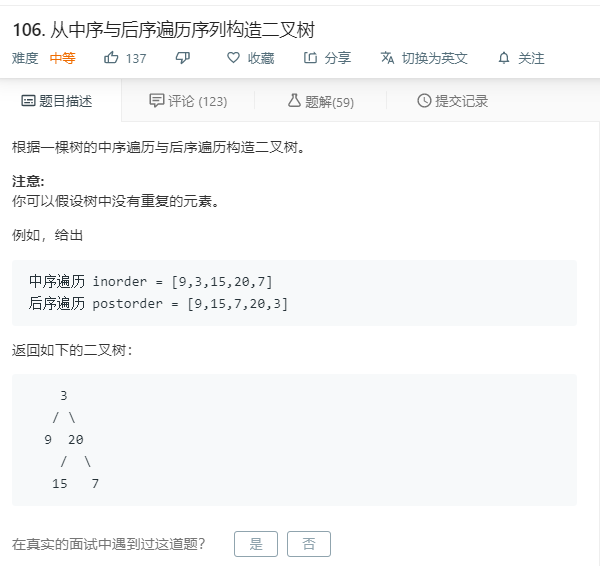 106. 从中序与后序遍历序列构造二叉树
难度 中等 137 收藏 分享 切换为英文 关注
题目描述 评论 (123) 题解(59) 提交记录
根据一棵树的中序遍历与后序遍历构造二叉树。
注意:
你可以假设树中没有重复的元素。
例如，给出
中序遍历 inorder = [9,3,15,20,7]
后序遍历 postorder = [9,15,7,20,3]
返回如下的二叉树：
3
/ \
9 20
/ \
15 7
在真实的面试中遇到过这道题？ 是 否